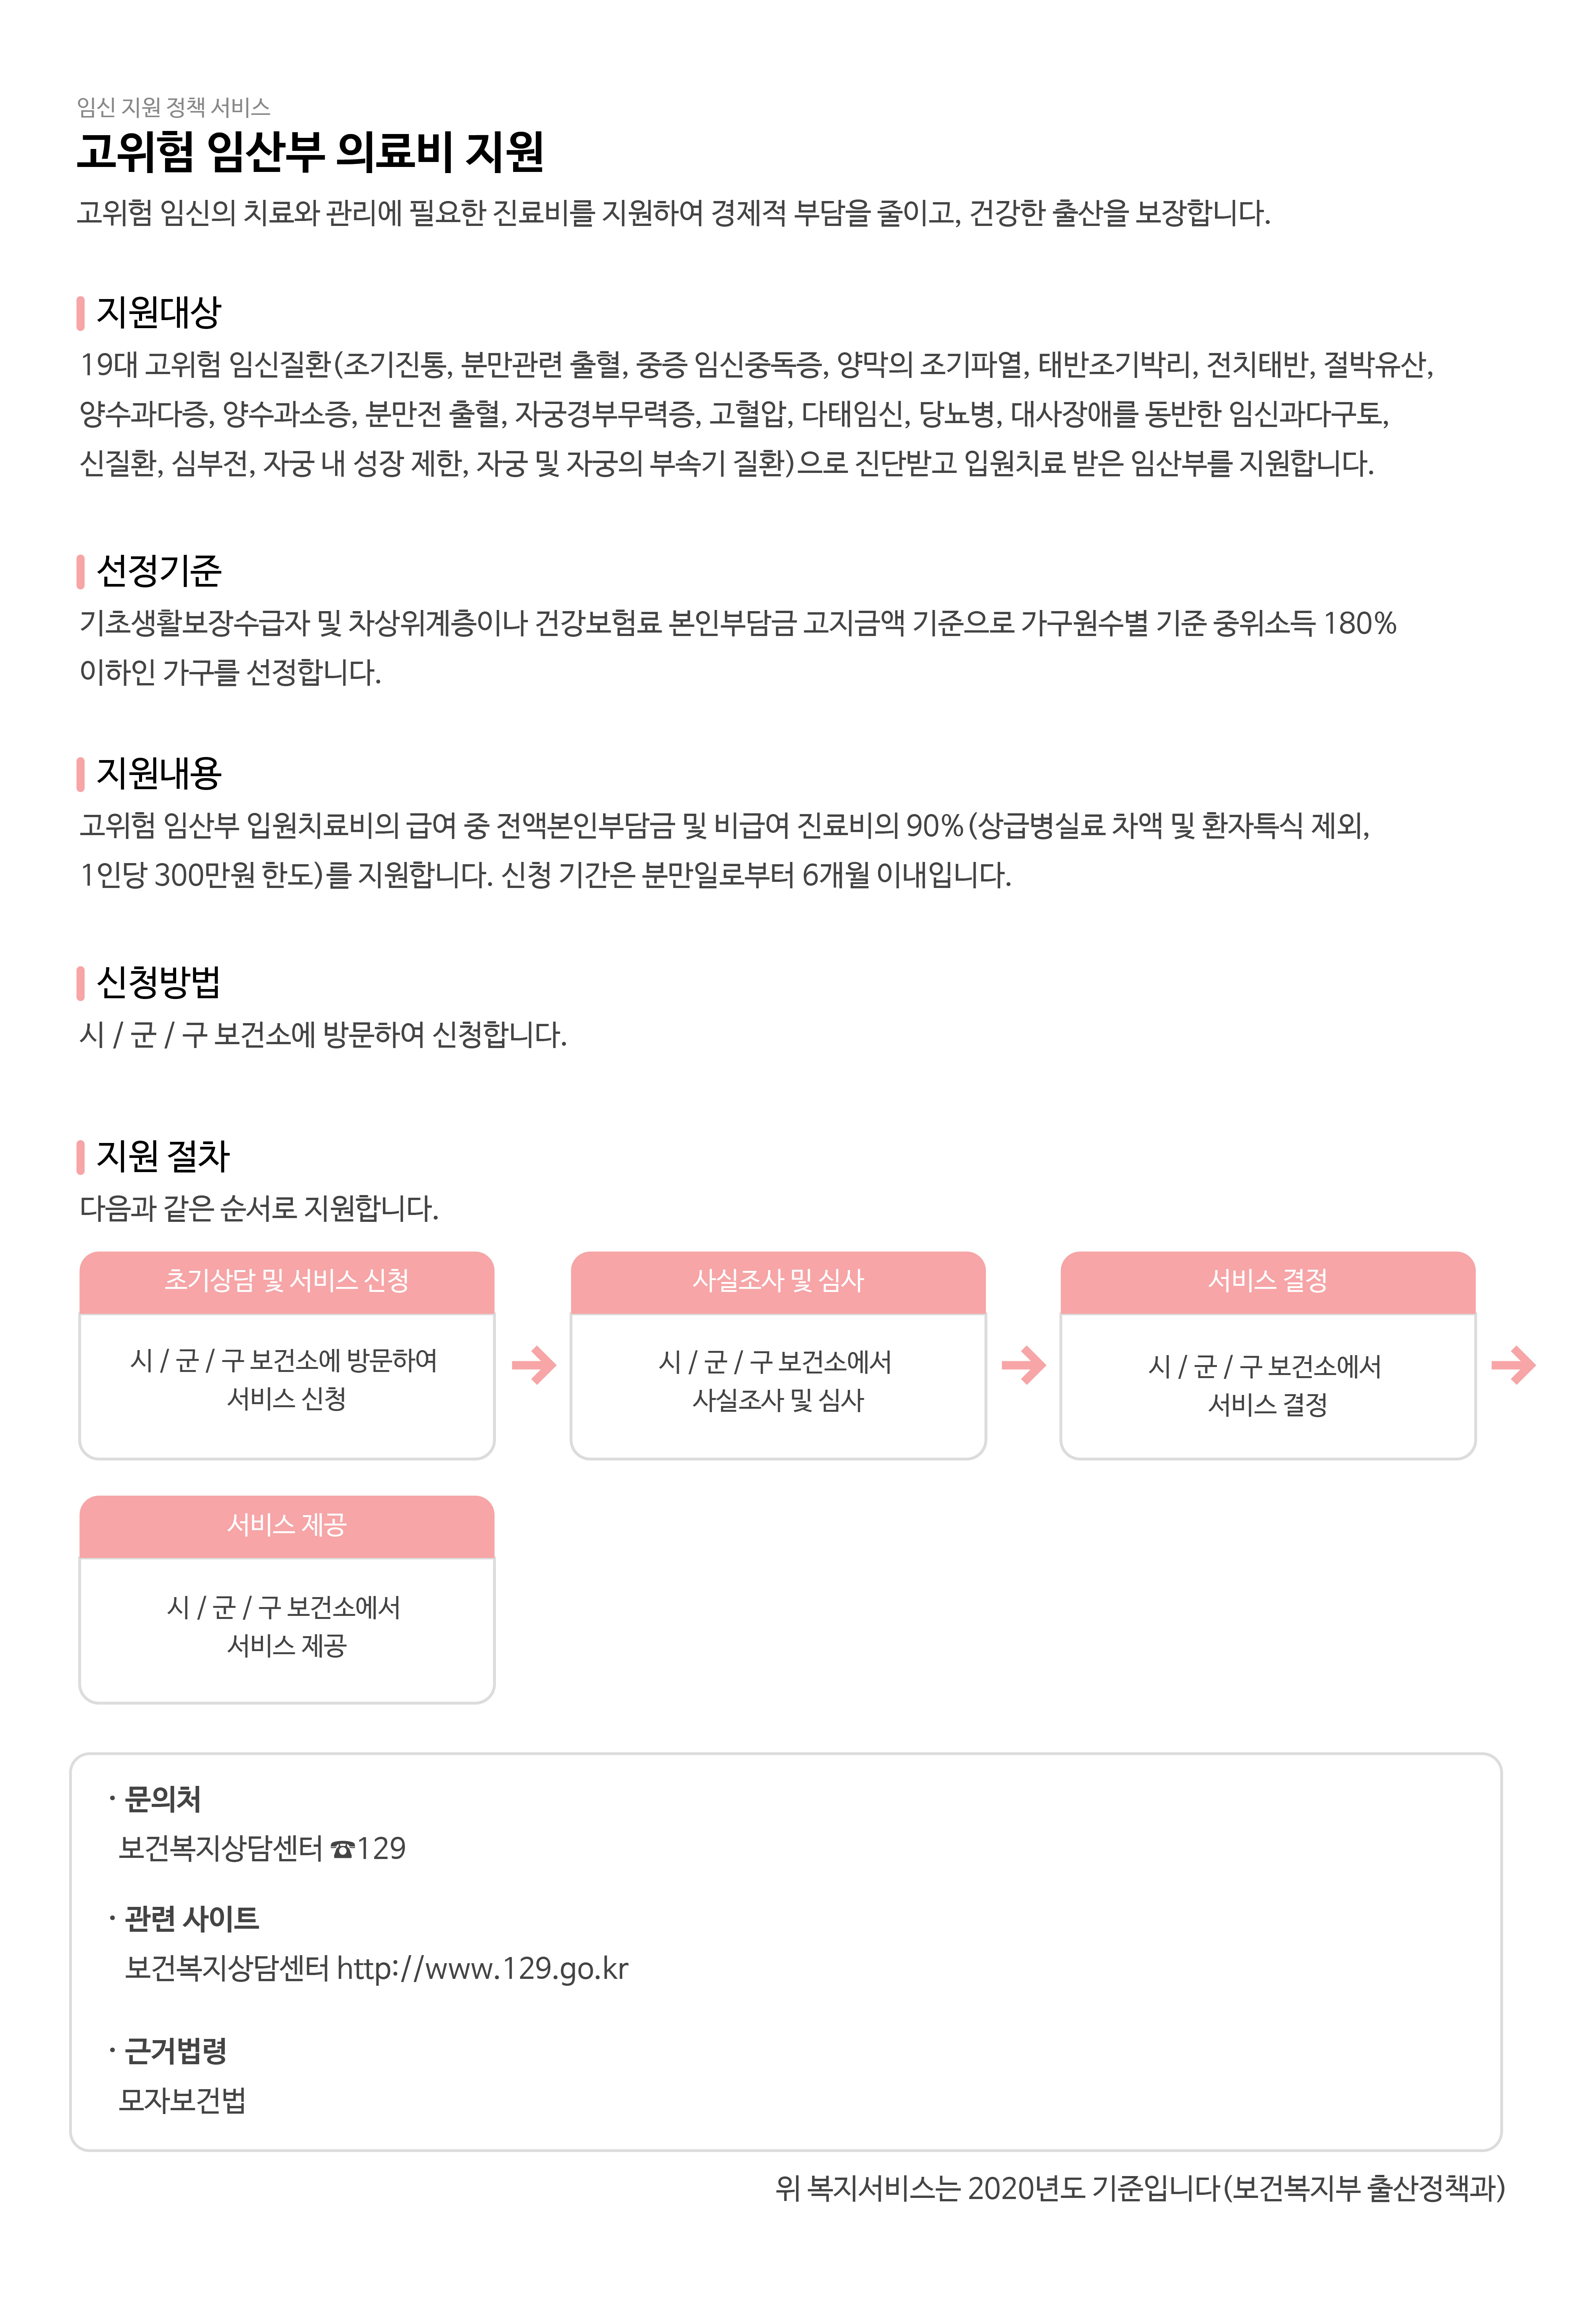 임신 지원 정책 서비스
고위험 임산부 의료비 지원
고위험 임신의 치료와 관리에 필요한 진료비를 지원하여 경제적 부담을 줄이고, 건강한 출산을 보장합니다.
지원대상
19대 고위험 임신질환(조기진통, 분만관련 출혈, 중증 임신중독증, 양막의 조기파열, 태반조기박리, 전치태반, 절박유산,
양수과다증, 양수과소증, 분만전 출혈, 자궁경부무력증, 고혈압, 다태임신, 당뇨병, 대사장애를 동반한 임신과다구토,
신질환, 심부전, 자궁 내 성장 제한, 자궁 및 자궁의 부속기 질환)으로 진단받고 입원치료 받은 임산부를 지원합니다.
선정기준
기초생활보장수급자 및 차상위계층이나 건강보험료 본인부담금 고지금액 기준으로 가구원수별 기준 중위소득 180%
이하인 가구를 선정합니다.
지원내용
고위험 임산부 입원치료비의 급여 중 전액본인부담금 및 비급여 진료비의 90%(상급병실료 차액 및 환자특식 제외,
1인당 300만원 한도)를 지원합니다. 신청 기간은 분만일로부터 6개월 이내입니다.
신청방법
시 / 군 / 구 보건소에 방문하여 신청합니다.
지원 절차
다음과 같은 순서로 지원합니다.
초기상담 및 서비스 신청
시 / 군 / 구 보건소에 방문하여
서비스 신청
→
사실조사 및 심사
시 / 군 / 구 보건소에서
사실조사 및 심사
→
서비스 결정
시 / 군 / 구 보건소에서
서비스 결정
→
서비스 제공
시 / 군 / 구 보건소에서
서비스 제공
· 문의처
보건복지상담센터 ☎129
· 관련 사이트
보건복지상담센터 http://www.129.go.kr
· 근거법령
모자보건법
위 복지서비스는 2020년도 기준입니다(보건복지부 출산정책과)